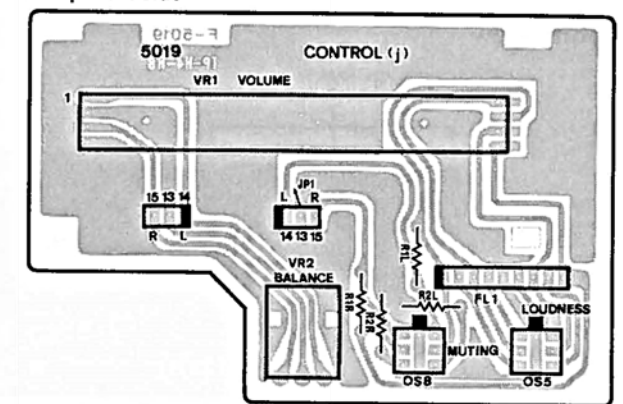 F-5019
5019
CONTROL (j)
VR1 VOLUME
1
15 13 14
R L
JP1
L R
14 13 15
VR2
BALANCE
R1R
R2R
R1L
R2L
FL1
LOUDNESS
MUTING
OS8
OS5